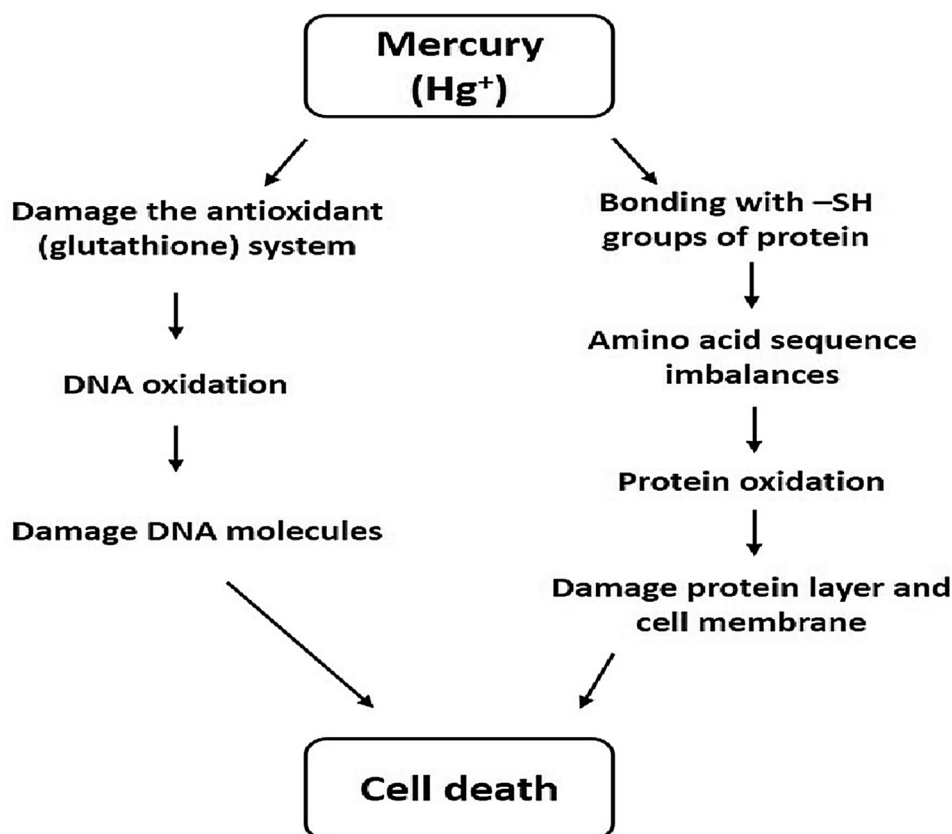 Mercury
(Hg⁺)
Damage the antioxidant
(glutathione) system
DNA oxidation
Damage DNA molecules
Bonding with –SH
groups of protein
Amino acid sequence
imbalances
Protein oxidation
Damage protein layer and
cell membrane
Cell death